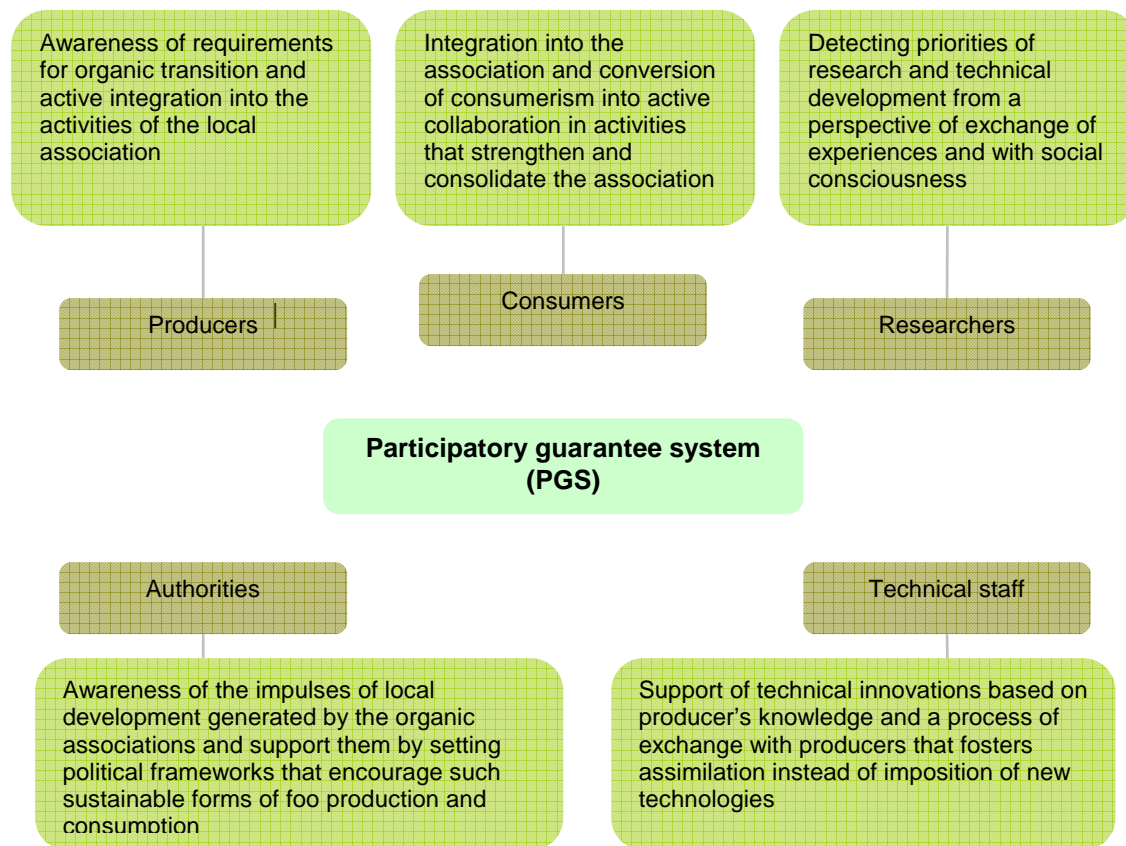 Awareness of requirements
for organic transition and
active integration into the
activities of the local
association
Integration into the
association and conversion
of consumerism into active
collaboration in activities
that strengthen and
consolidate the association
Detecting priorities of
research and technical
development from a
perspective of exchange of
experiences and with social
consciousness
Producers
Consumers
Researchers
Participatory guarantee system
(PGS)
Authorities
Technical staff
Awareness of the impulses of local
development generated by the organic
associations and support them by setting
political frameworks that encourage such
sustainable forms of foo production and
consumption
Support of technical innovations based on
producer’s knowledge and a process of
exchange with producers that fosters
assimilation instead of imposition of new
technologies